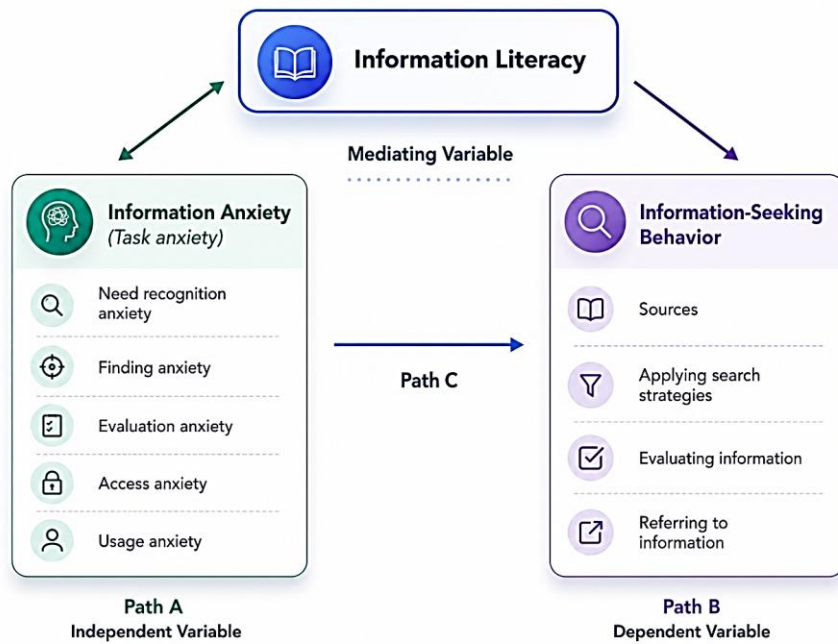 Information Literacy
Mediating Variable
Information Anxiety
(Task anxiety)
Need recognition
anxiety
Finding anxiety
Evaluation anxiety
Access anxiety
Usage anxiety
Path A
Independent Variable
Path C
Information-Seeking
Behavior
Sources
Applying search
strategies
Evaluating information
Referring to
information
Path B
Dependent Variable